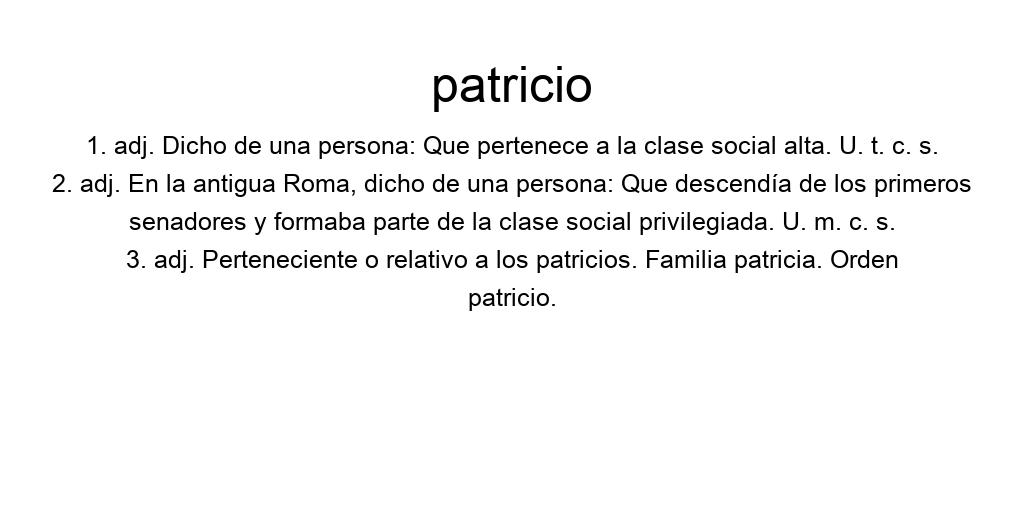 patricio
1. adj. Dicho de una persona: Que pertenece a la clase social alta. U. t. c. s.
2. adj. En la antigua Roma, dicho de una persona: Que descendía de los primeros
senadores y formaba parte de la clase social privilegiada. U. m. c. s.
3. adj. Perteneciente o relativo a los patricios. Familia patricia. Orden
patricio.